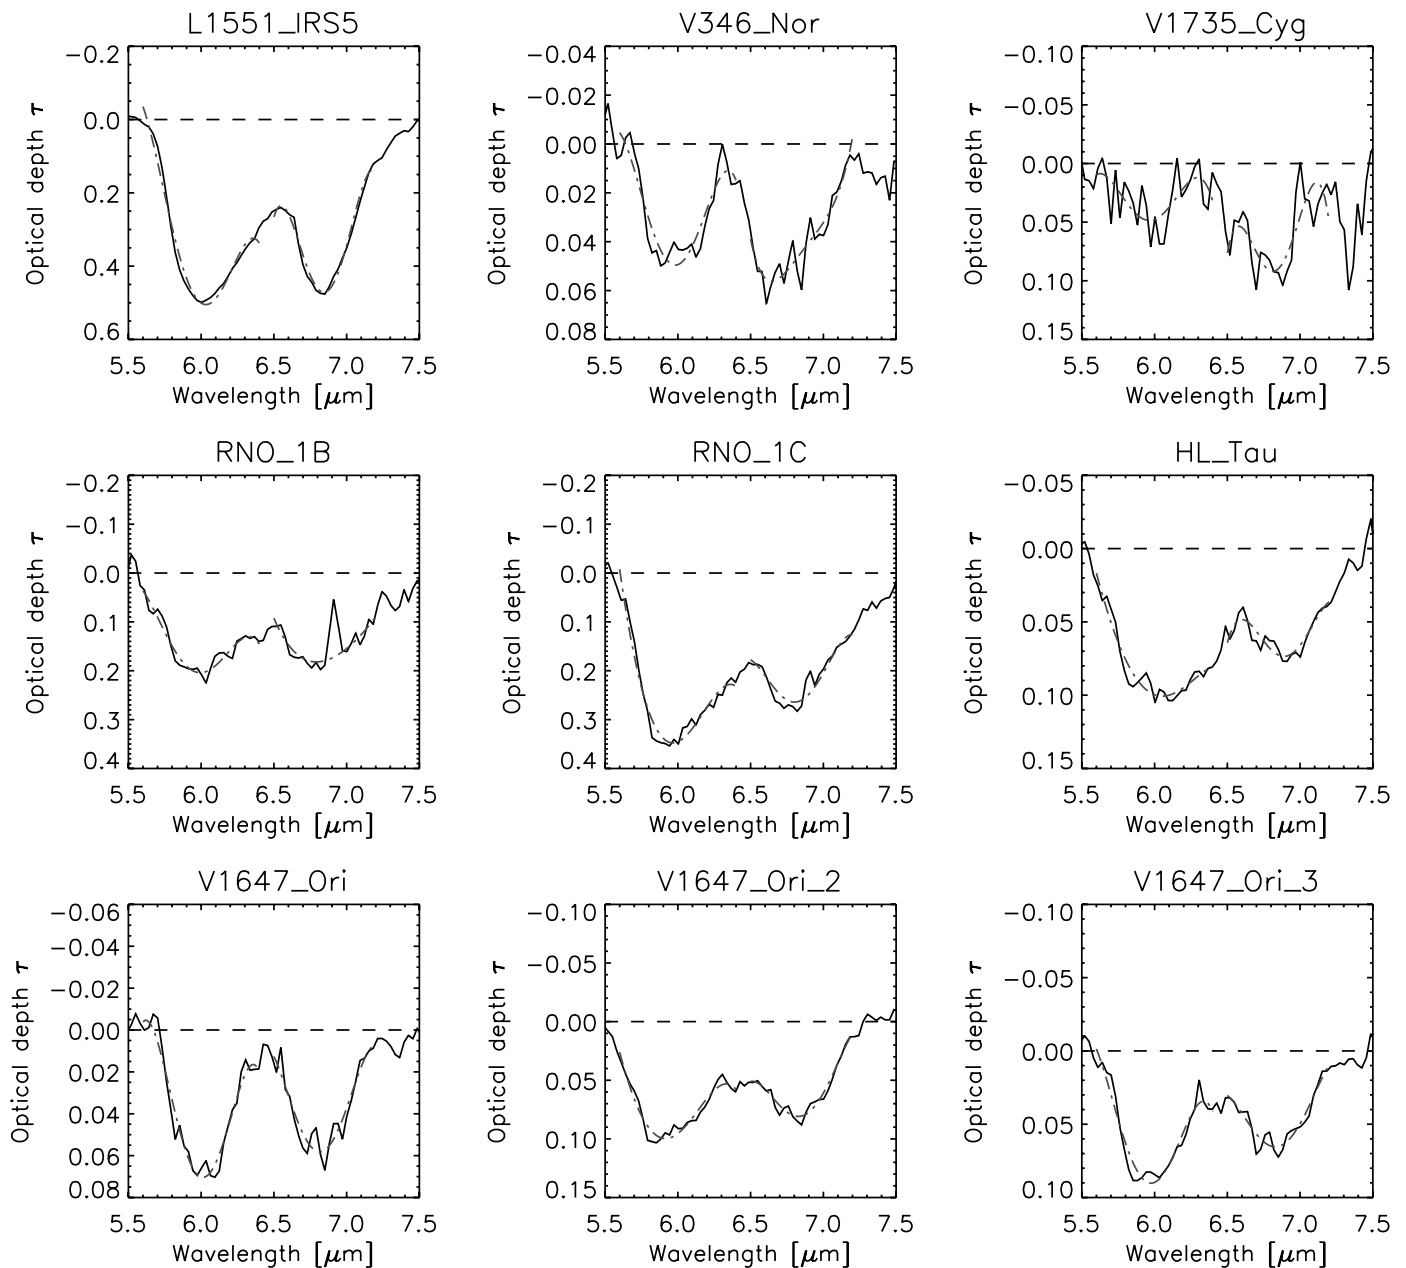 L1551_IRS5
V346_Nor
V1735_Cyg
−0.2
0.0
0.2
0.4
0.6
Optical depth τ
5.5 6.0 6.5 7.0 7.5
Wavelength [μm]
−0.04
−0.02
0.00
0.02
0.04
0.06
0.08
Optical depth τ
5.5 6.0 6.5 7.0 7.5
Wavelength [μm]
−0.10
−0.05
0.00
0.05
0.10
0.15
Optical depth τ
5.5 6.0 6.5 7.0 7.5
Wavelength [μm]
RNO_1B
RNO_1C
HL_Tau
−0.2
−0.1
0.0
0.1
0.2
0.3
0.4
Optical depth τ
5.5 6.0 6.5 7.0 7.5
Wavelength [μm]
−0.2
−0.1
0.0
0.1
0.2
0.3
0.4
Optical depth τ
5.5 6.0 6.5 7.0 7.5
Wavelength [μm]
−0.05
0.00
0.05
0.10
0.15
Optical depth τ
5.5 6.0 6.5 7.0 7.5
Wavelength [μm]
V1647_Ori
V1647_Ori_2
V1647_Ori_3
−0.06
−0.04
−0.02
0.00
0.02
0.04
0.06
0.08
Optical depth τ
5.5 6.0 6.5 7.0 7.5
Wavelength [μm]
−0.10
−0.05
0.00
0.05
0.10
0.15
Optical depth τ
5.5 6.0 6.5 7.0 7.5
Wavelength [μm]
−0.10
−0.05
0.00
0.05
0.10
Optical depth τ
5.5 6.0 6.5 7.0 7.5
Wavelength [μm]